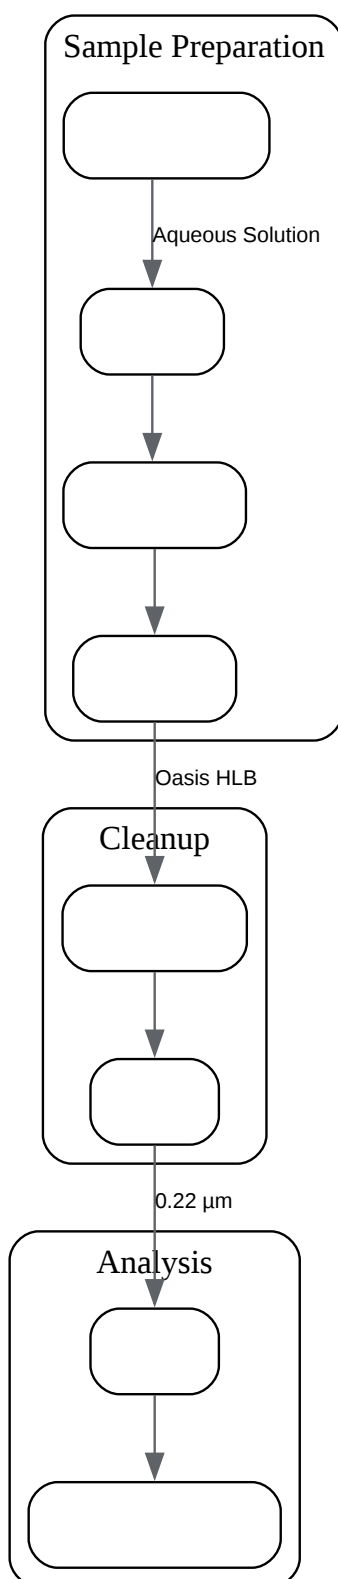 Sample Preparation
Aqueous Solution
Oasis HLB
Cleanup
0.22 µm
Analysis